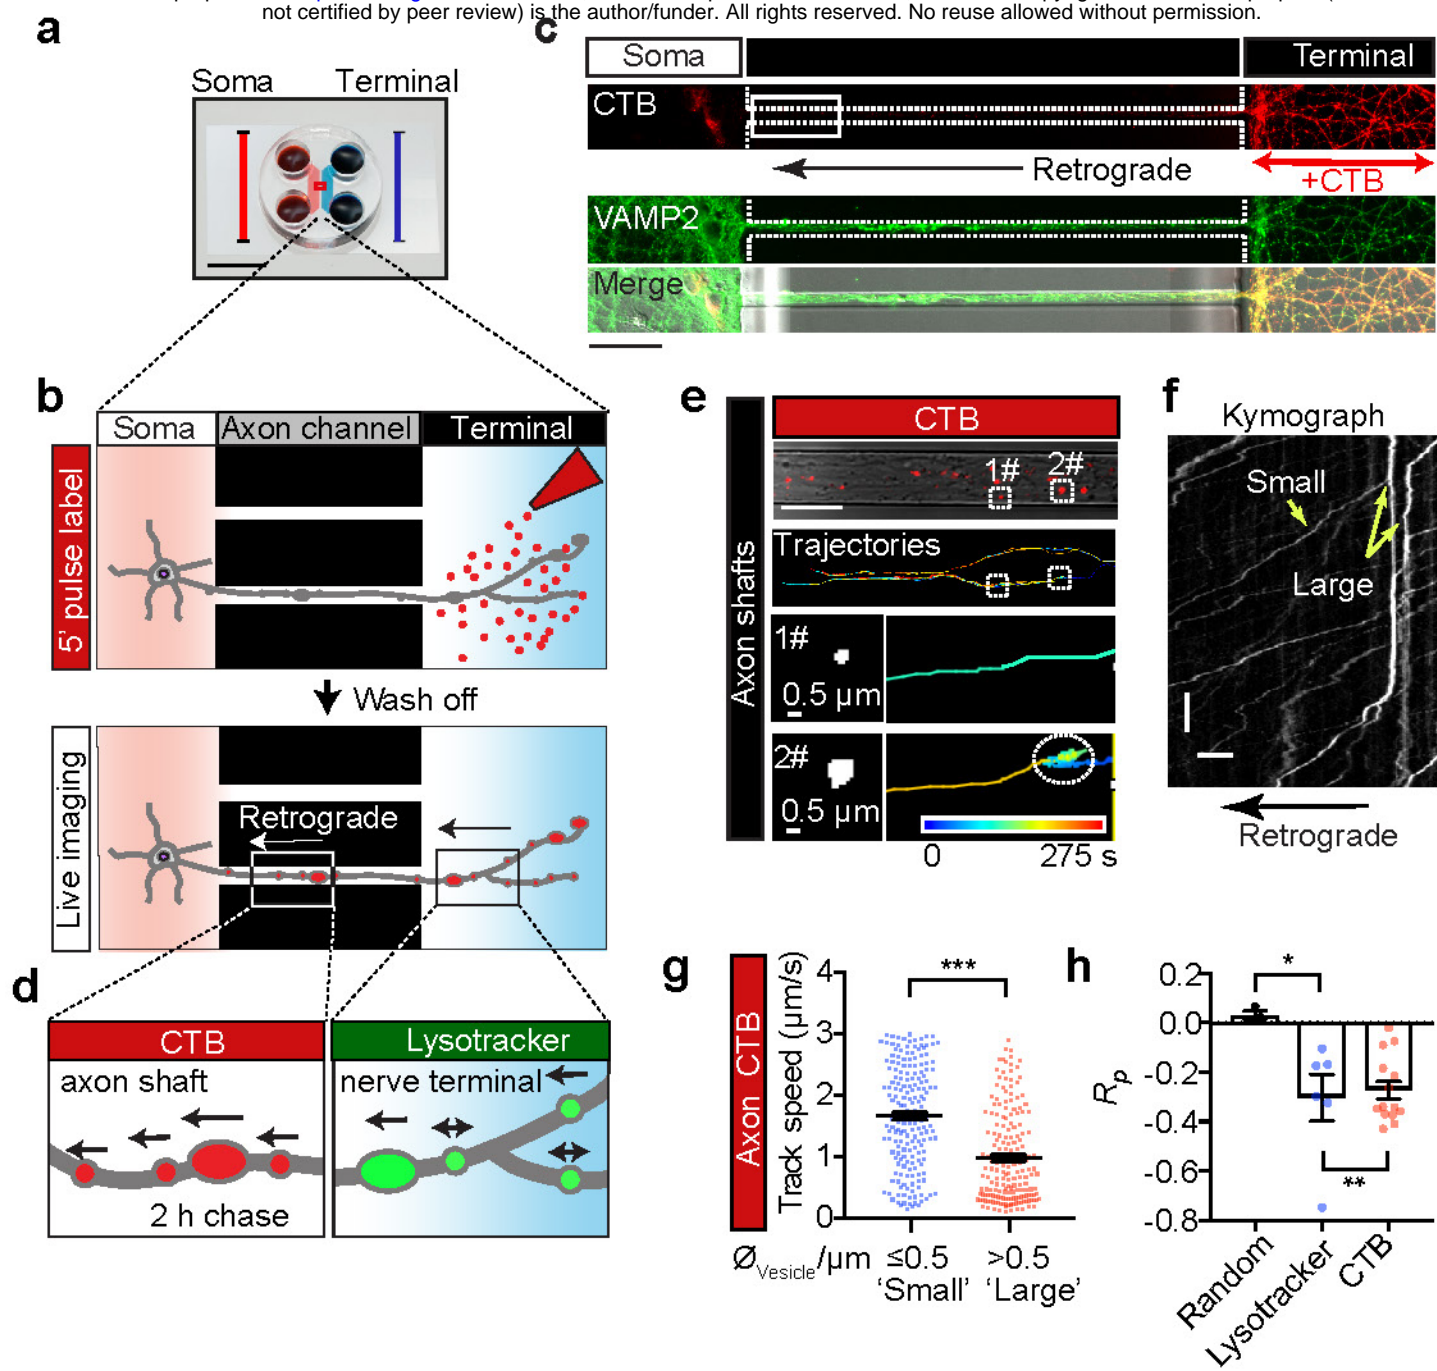 not certified by peer review) is the author/funder. All rights reserved. No reuse allowed without permission.
a
Soma
Terminal
c
Soma
Terminal
CTB
Retrograde
+CTB
VAMP2
Merge
b
Soma
Axon channel
Terminal
5' pulse label
Wash off
Live imaging
Retrograde
d
CTB
axon shaft
2 h chase
Lysotracker
nerve terminal
e
CTB
Axon shafts
1#
2#
Trajectories
1#
0.5 µm
2#
0.5 µm
0
275 s
f
Kymograph
Small
Large
Retrograde
g
Axon CTB
Track speed (µm/s)
4
3
2
1
0
***
ØVesicle/µm
≤0.5
>0.5
'Small'
'Large'
h
Rp
0.2
0.0
-0.2
-0.4
-0.6
-0.8
*
**
Random
Lysotracker
CTB